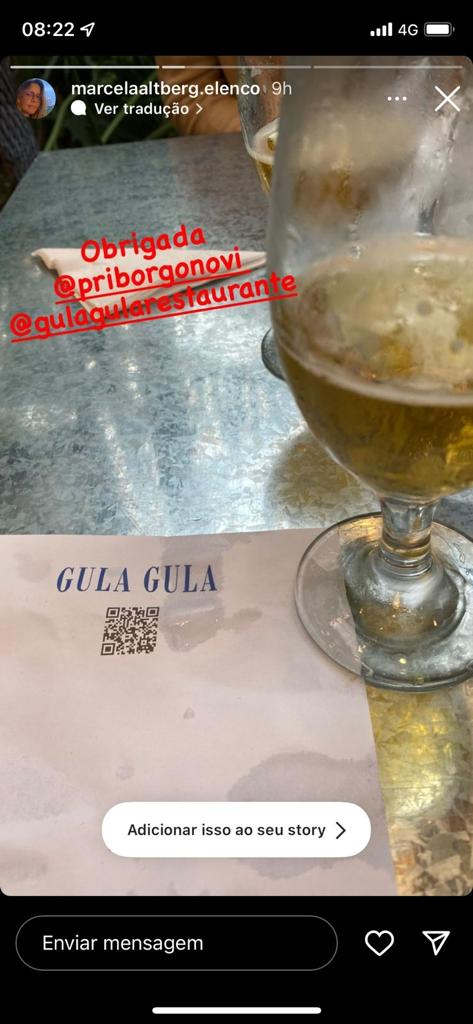 08:22
4G
marcelaaltberg.elenco 9h
Ver tradução
Obrigada
@priborgonovi
@gulagularestaurante
GULA GULA
Adicionar isso ao seu story
Enviar mensagem